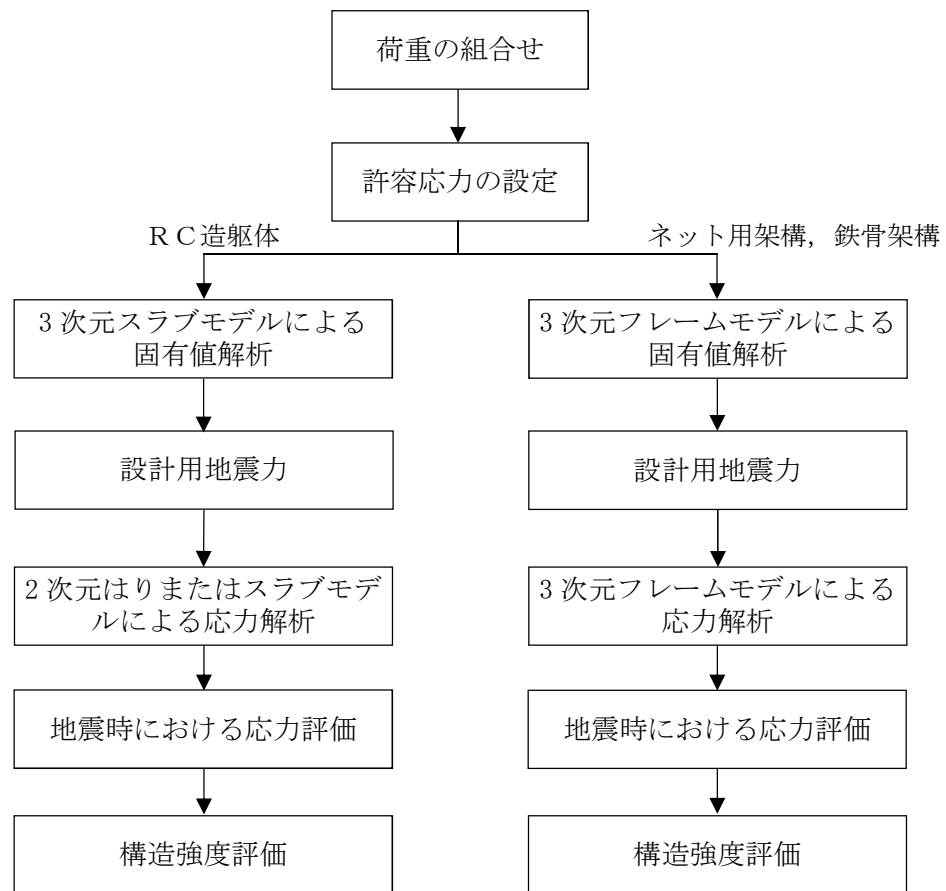 荷重の組合せ
許容応力の設定
ＲＣ造躯体
ネット用架構，鉄骨架構
3 次元スラブモデルによる
固有値解析
3 次元フレームモデルによる
固有値解析
設計用地震力
設計用地震力
2 次元はりまたはスラブモデ
ルによる応力解析
3 次元フレームモデルによる
応力解析
地震時における応力評価
地震時における応力評価
構造強度評価
構造強度評価